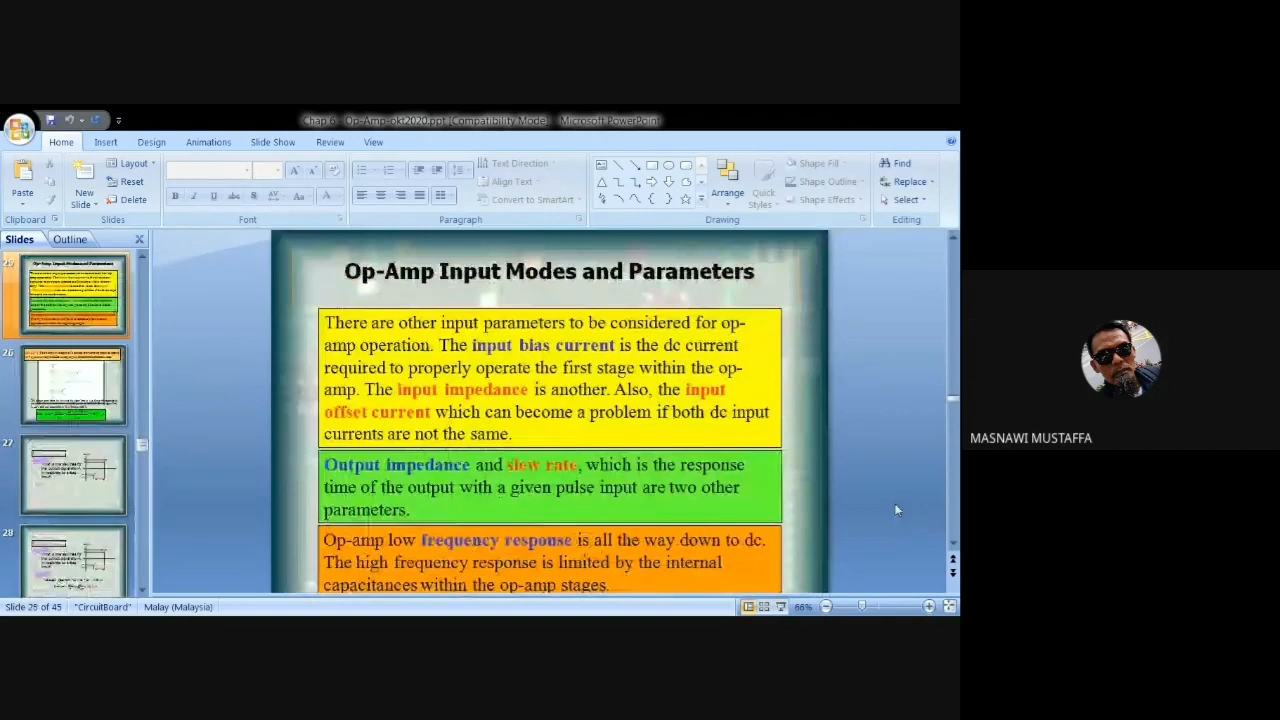 Chap 6 - Op-Amp-okt2020.ppt [Compatibility Mode] - Microsoft PowerPoint
Home Insert Design Animations Slide Show Review View
Paste
Clipboard
New Slide
Layout
Reset
Delete
Slides
B I U abc S AV Aa A
Font
Text Direction
Align Text
Convert to SmartArt
Paragraph
Arrange
Quick Styles
Shape Fill
Shape Outline
Shape Effects
Drawing
Find
Replace
Select
Editing
Slides Outline
26
27
28
Op-Amp Input Modes and Parameters
There are other input parameters to be considered for op-
amp operation. The input bias current is the dc current
required to properly operate the first stage within the op-
amp. The input impedance is another. Also, the input
offset current which can become a problem if both dc input
currents are not the same.
Output impedance and slew rate, which is the response
time of the output with a given pulse input are two other
parameters.
Op-amp low frequency response is all the way down to dc.
The high frequency response is limited by the internal
capacitances within the op-amp stages.
MASNAWI MUSTAFFA
Slide 25 of 45 "CircuitBoard" Malay (Malaysia) 66%